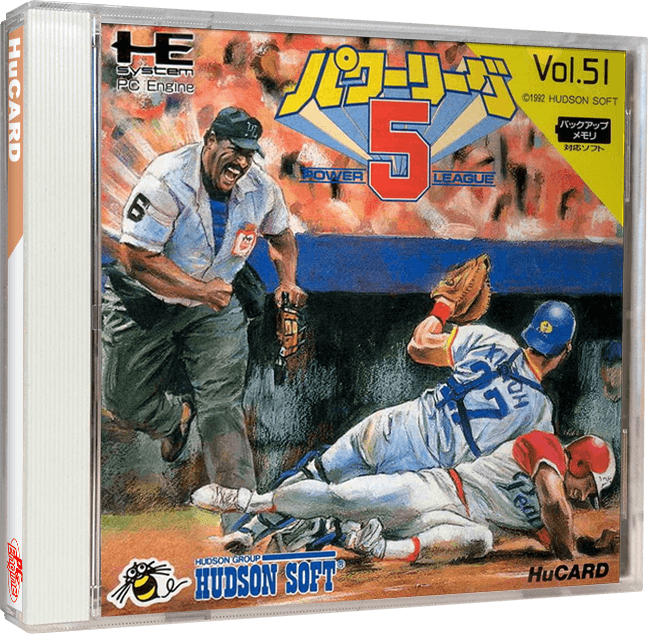 HuCARD
HE
system
PC Engine
パワーリーグ
5
POWER LEAGUE
Vol.51
©1992 HUDSON SOFT
バックアップ
メモリ
対応ソフト
6
27
HUDSON GROUP
HUDSON SOFT®
HuCARD